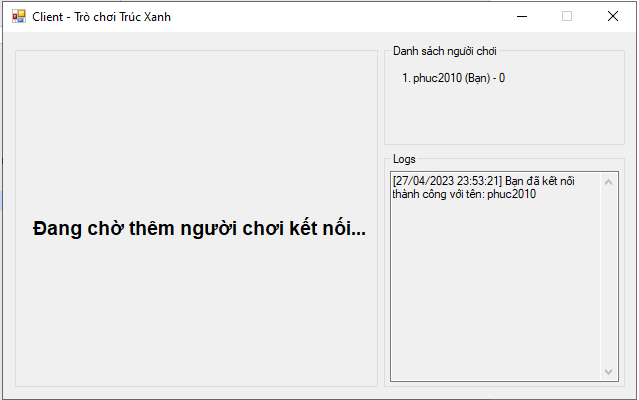 Client - Trò chơi Trúc Xanh
Đang chờ thêm người chơi kết nối...
Danh sách người chơi
1. phuc2010 (Bạn) - 0
Logs
[27/04/2023 23:53:21] Bạn đã kết nối
thành công với tên: phuc2010